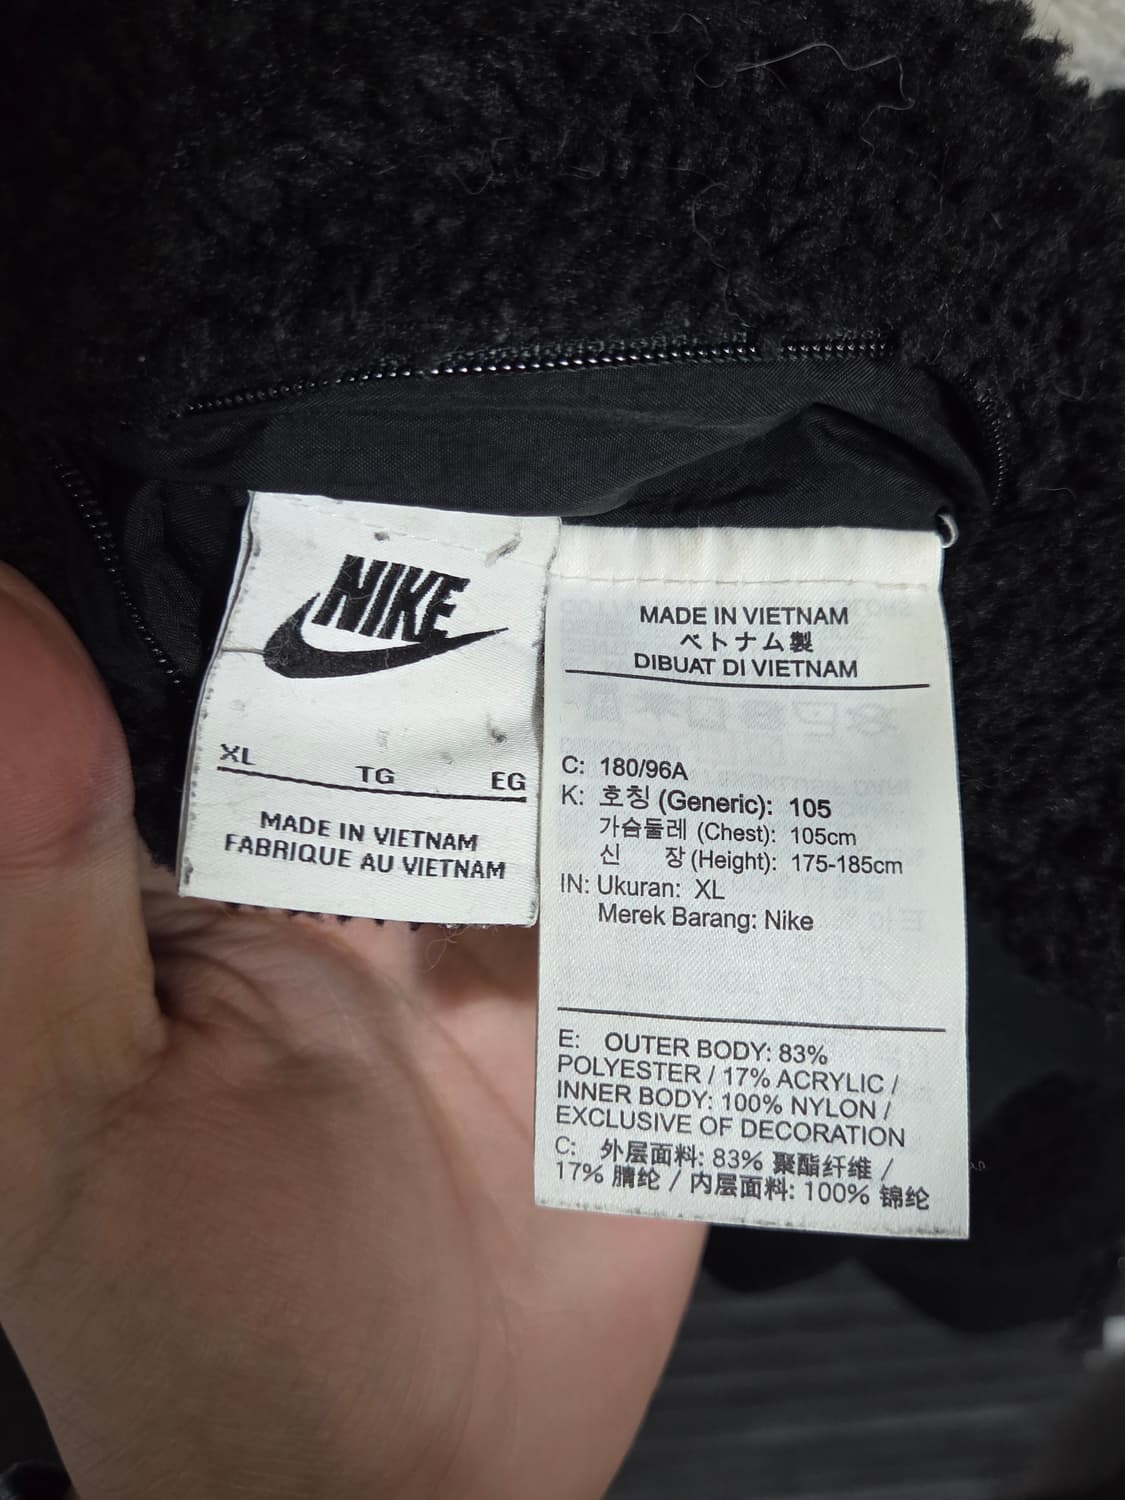 NIKE
XL
TG
EG
MADE IN VIETNAM
FABRIQUE AU VIETNAM
MADE IN VIETNAM
ベトナム製
DIBUAT DI VIETNAM
C: 180/96A
K: 호칭 (Generic): 105
가슴둘레 (Chest): 105cm
신 장 (Height): 175-185cm
IN: Ukuran: XL
Merek Barang: Nike
E: OUTER BODY: 83%
POLYESTER / 17% ACRYLIC /
INNER BODY: 100% NYLON /
EXCLUSIVE OF DECORATION
C: 外层面料: 83% 聚酯纤维 /
17% 腈纶 / 内层面料: 100% 锦纶